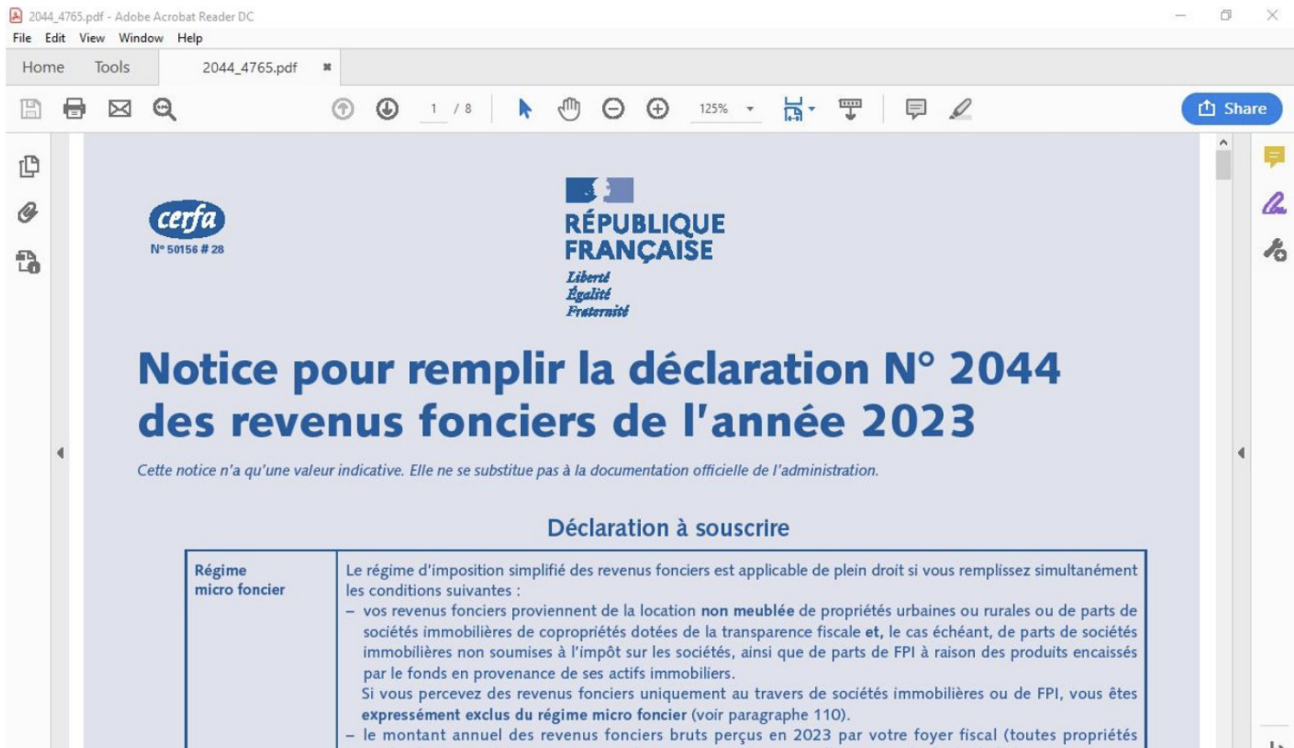 2044_4765.pdf - Adobe Acrobat Reader DC
File Edit View Window Help
Home Tools 2044_4765.pdf
1 / 8 125% Share
cerfa
N° 50156 # 28
RÉPUBLIQUE
FRANÇAISE
Liberté
Égalité
Fraternité
Notice pour remplir la déclaration N° 2044
des revenus fonciers de l'année 2023
Cette notice n'a qu'une valeur indicative. Elle ne se substitue pas à la documentation officielle de l'administration.
Déclaration à souscrire
Régime
micro foncier
Le régime d'imposition simplifié des revenus fonciers est applicable de plein droit si vous remplissez simultanément
les conditions suivantes :
– vos revenus fonciers proviennent de la location non meublée de propriétés urbaines ou rurales ou de parts de
sociétés immobilières de copropriétés dotées de la transparence fiscale et, le cas échéant, de parts de sociétés
immobilières non soumises à l'impôt sur les sociétés, ainsi que de parts de FPI à raison des produits encaissés
par le fonds en provenance de ses actifs immobiliers.
Si vous percevez des revenus fonciers uniquement au travers de sociétés immobilières ou de FPI, vous êtes
expressément exclus du régime micro foncier (voir paragraphe 110).
– le montant annuel des revenus fonciers bruts perçus en 2023 par votre foyer fiscal (toutes propriétés